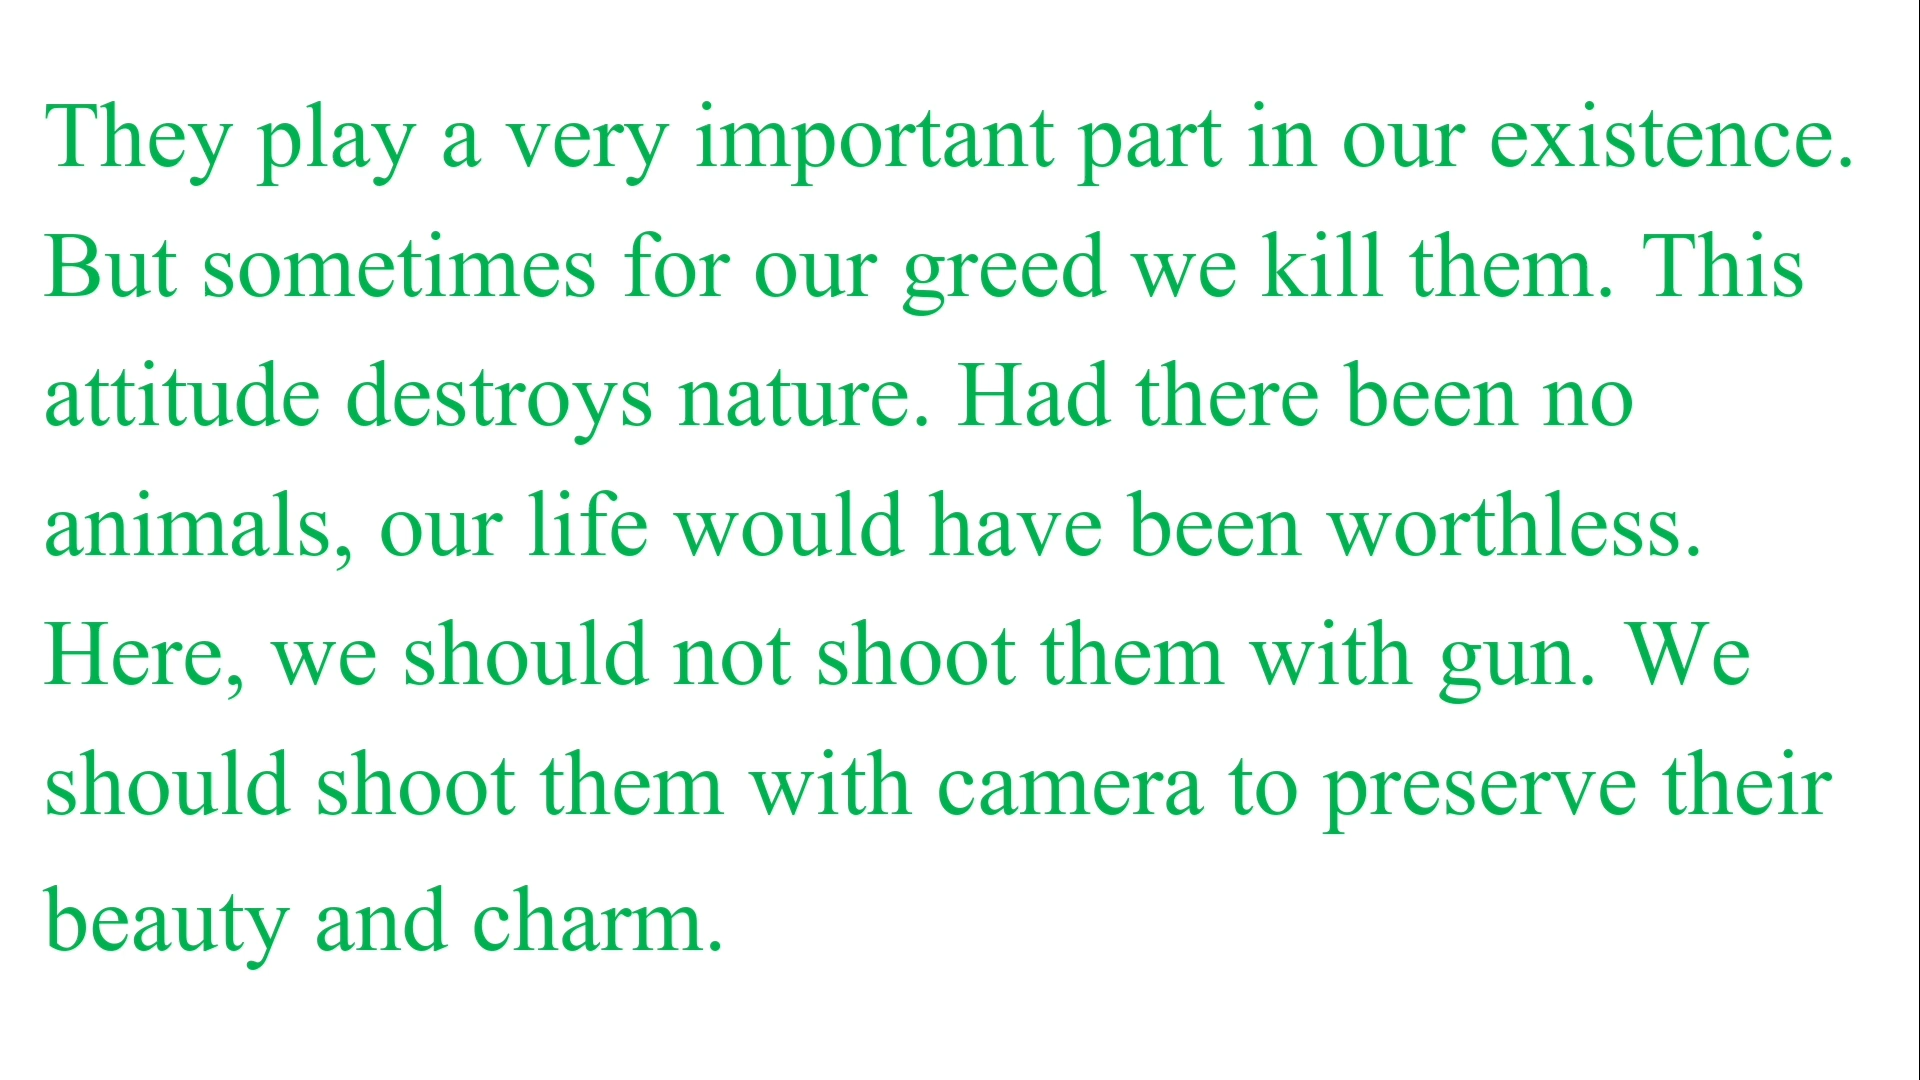 They play a very important part in our existence.
But sometimes for our greed we kill them. This
attitude destroys nature. Had there been no
animals, our life would have been worthless.
Here, we should not shoot them with gun. We
should shoot them with camera to preserve their
beauty and charm.